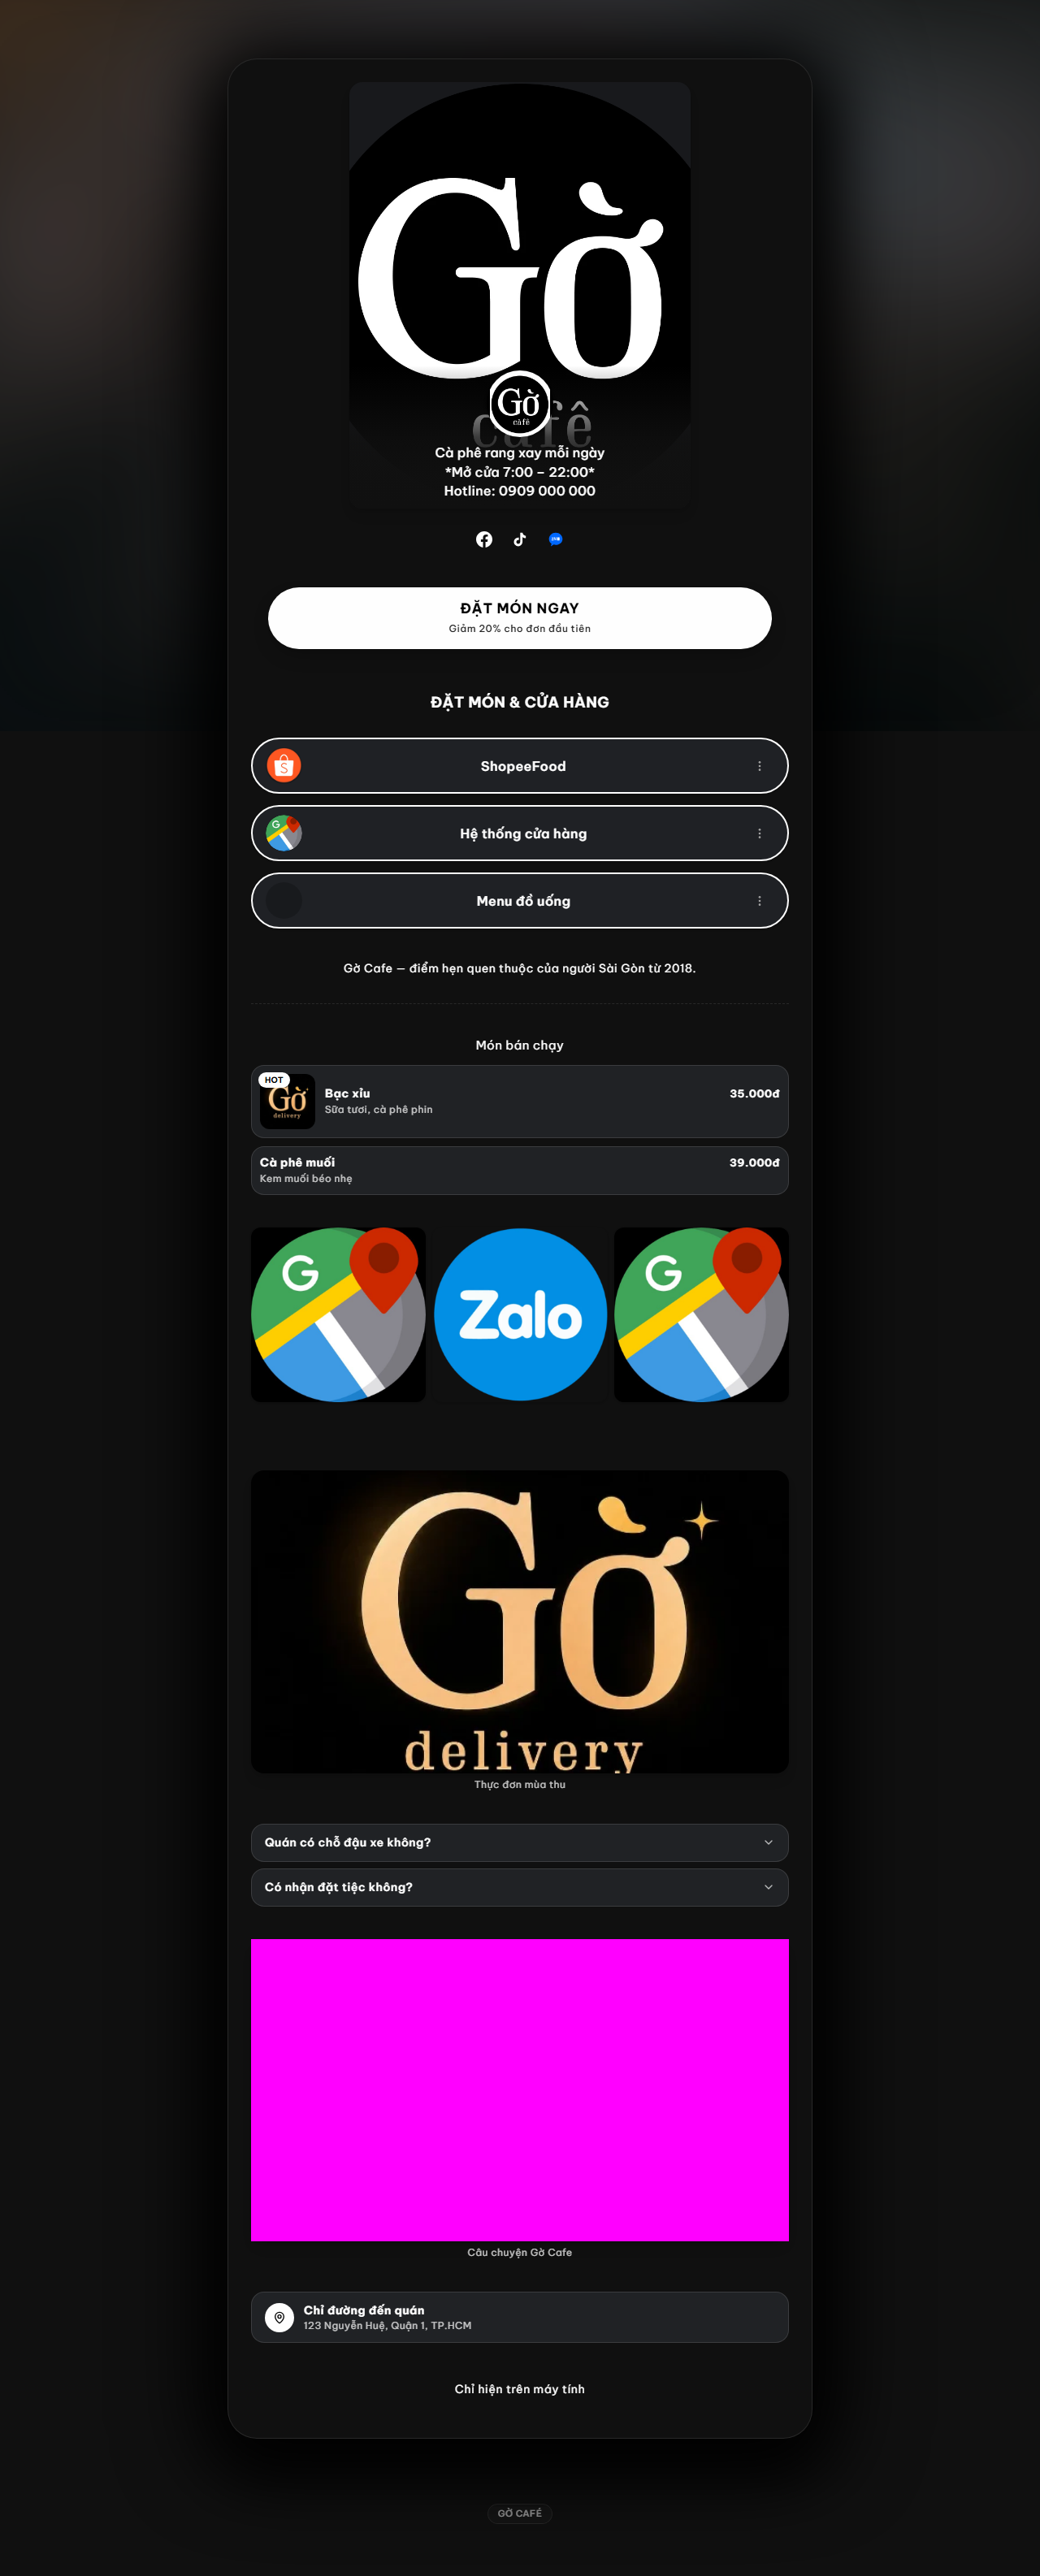 Gờ
cafê
Gờ
càfê
Cà phê rang xay mỗi ngày
*Mở cửa 7:00 – 22:00*
Hotline: 0909 000 000
ĐẶT MÓN NGAY
Giảm 20% cho đơn đầu tiên
ĐẶT MÓN & CỬA HÀNG
ShopeeFood
Hệ thống cửa hàng
Menu đồ uống
Gờ Cafe — điểm hẹn quen thuộc của người Sài Gòn từ 2018.
Món bán chạy
HOT
Gờ
delivery
Bạc xỉu
35.000đ
Sữa tươi, cà phê phin
Cà phê muối
39.000đ
Kem muối béo nhẹ
G
Zalo
G
Gờ
delivery
Thực đơn mùa thu
Quán có chỗ đậu xe không?
Có nhận đặt tiệc không?
Câu chuyện Gờ Cafe
Chỉ đường đến quán
123 Nguyễn Huệ, Quận 1, TP.HCM
Chỉ hiện trên máy tính
GỜ CAFÉ